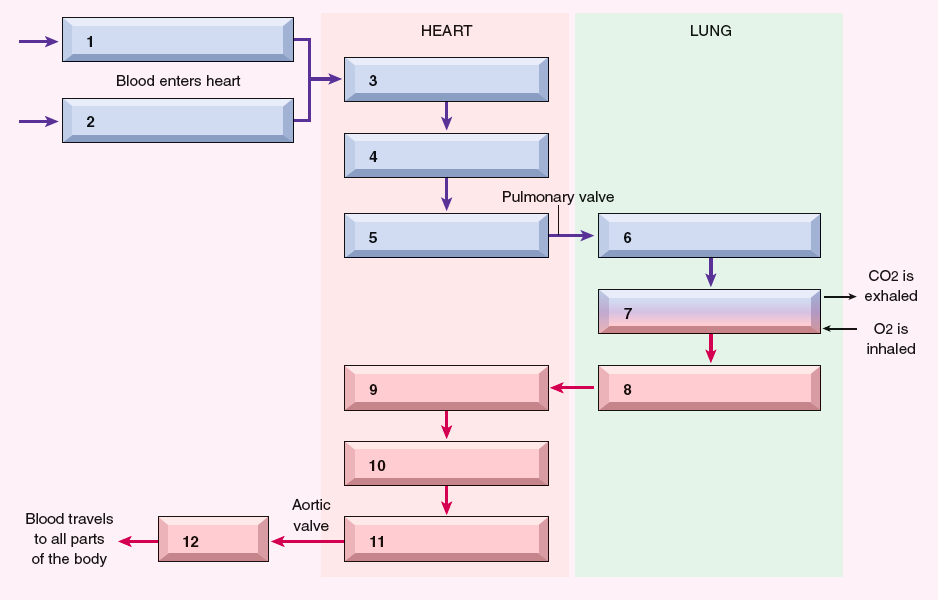 HEART
LUNG
1
Blood enters heart
2
3
4
Pulmonary valve
5
6
CO2 is
exhaled
7
O2 is
inhaled
8
9
10
Aortic
valve
11
12
Blood travels
to all parts
of the body